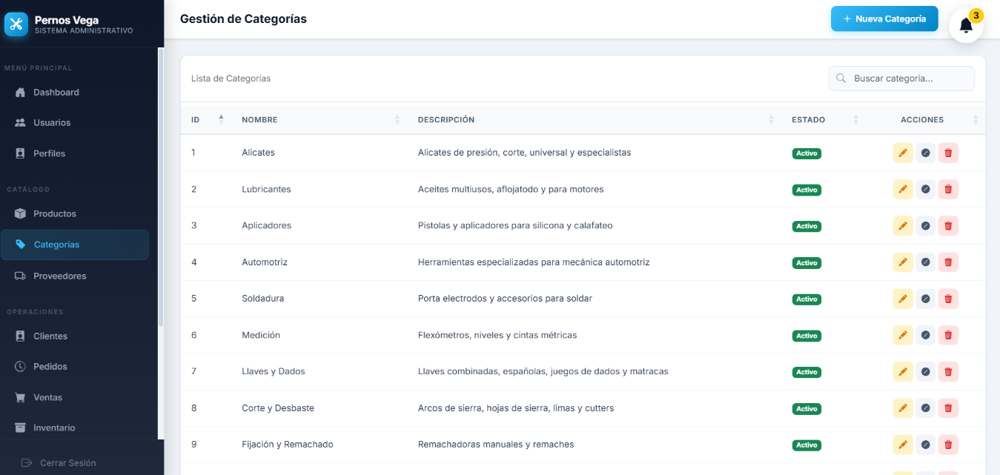 Pernos Vega
SISTEMA ADMINISTRATIVO
MENÚ PRINCIPAL
Dashboard
Usuarios
Perfiles
CATÁLOGO
Productos
Categorías
Proveedores
OPERACIONES
Clientes
Pedidos
Ventas
Inventario
Cerrar Sesión
Gestión de Categorías
+ Nueva Categoría
3
Lista de Categorías
Buscar categoría...
ID NOMBRE DESCRIPCIÓN ESTADO ACCIONES
1 Alicates Alicates de presión, corte, universal y especialistas Activo
2 Lubricantes Aceites multiusos, aflojatodo y para motores Activo
3 Aplicadores Pistolas y aplicadores para silicona y calafateo Activo
4 Automotriz Herramientas especializadas para mecánica automotriz Activo
5 Soldadura Porta electrodos y accesorios para soldar Activo
6 Medición Flexómetros, niveles y cintas métricas Activo
7 Llaves y Dados Llaves combinadas, españolas, juegos de dados y matracas Activo
8 Corte y Desbaste Arcos de sierra, hojas de sierra, limas y cutters Activo
9 Fijación y Remachado Remachadoras manuales y remaches Activo